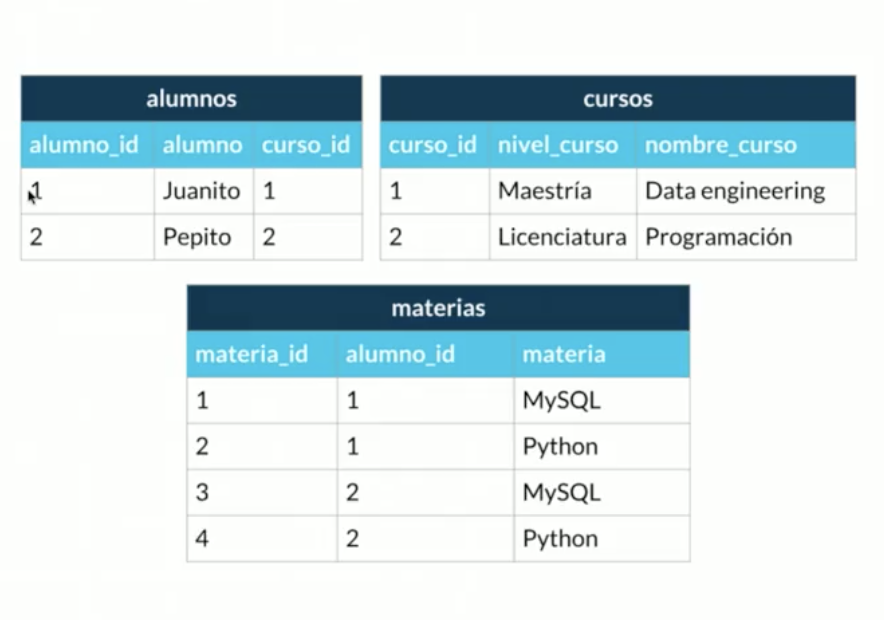 alumnos
alumno_id alumno curso_id
1 Juanito 1
2 Pepito 2
cursos
curso_id nivel_curso nombre_curso
1 Maestría Data engineering
2 Licenciatura Programación
materias
materia_id alumno_id materia
1 1 MySQL
2 1 Python
3 2 MySQL
4 2 Python